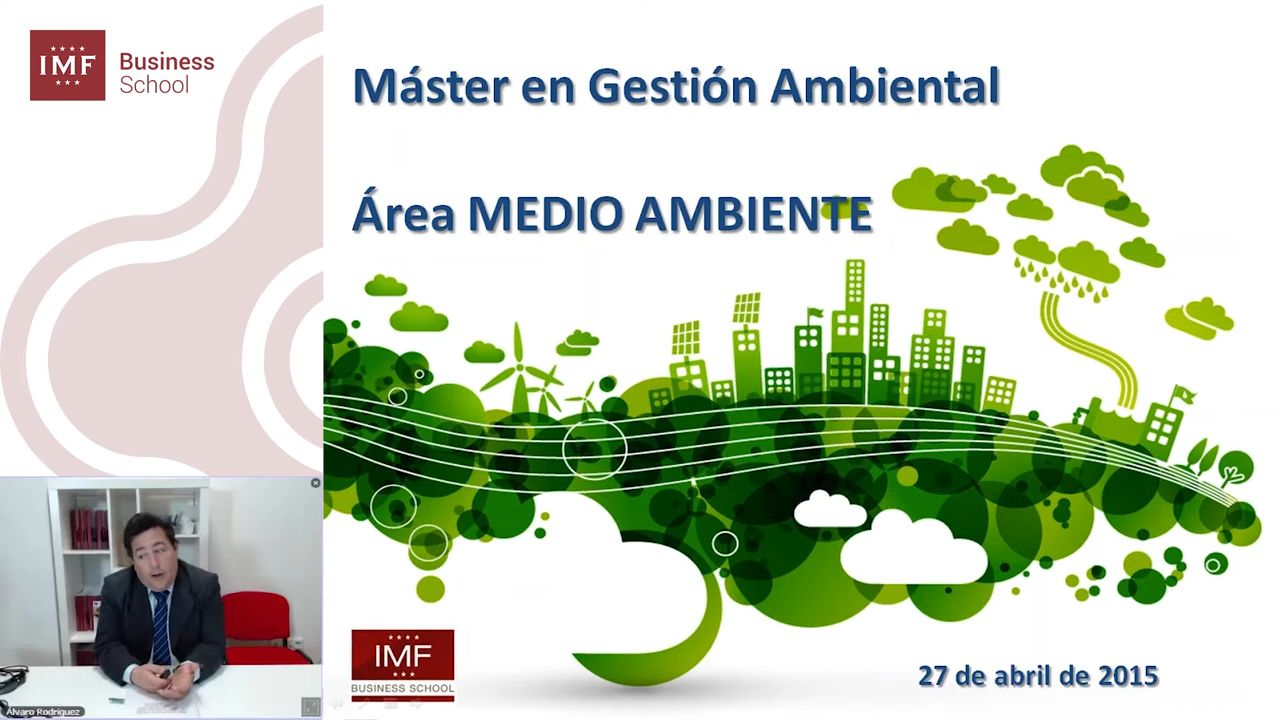 IMF
Business
School
Máster en Gestión Ambiental
Área MEDIO AMBIENTE
IMF
BUSINESS SCHOOL
27 de abril de 2015
Álvaro Rodríguez